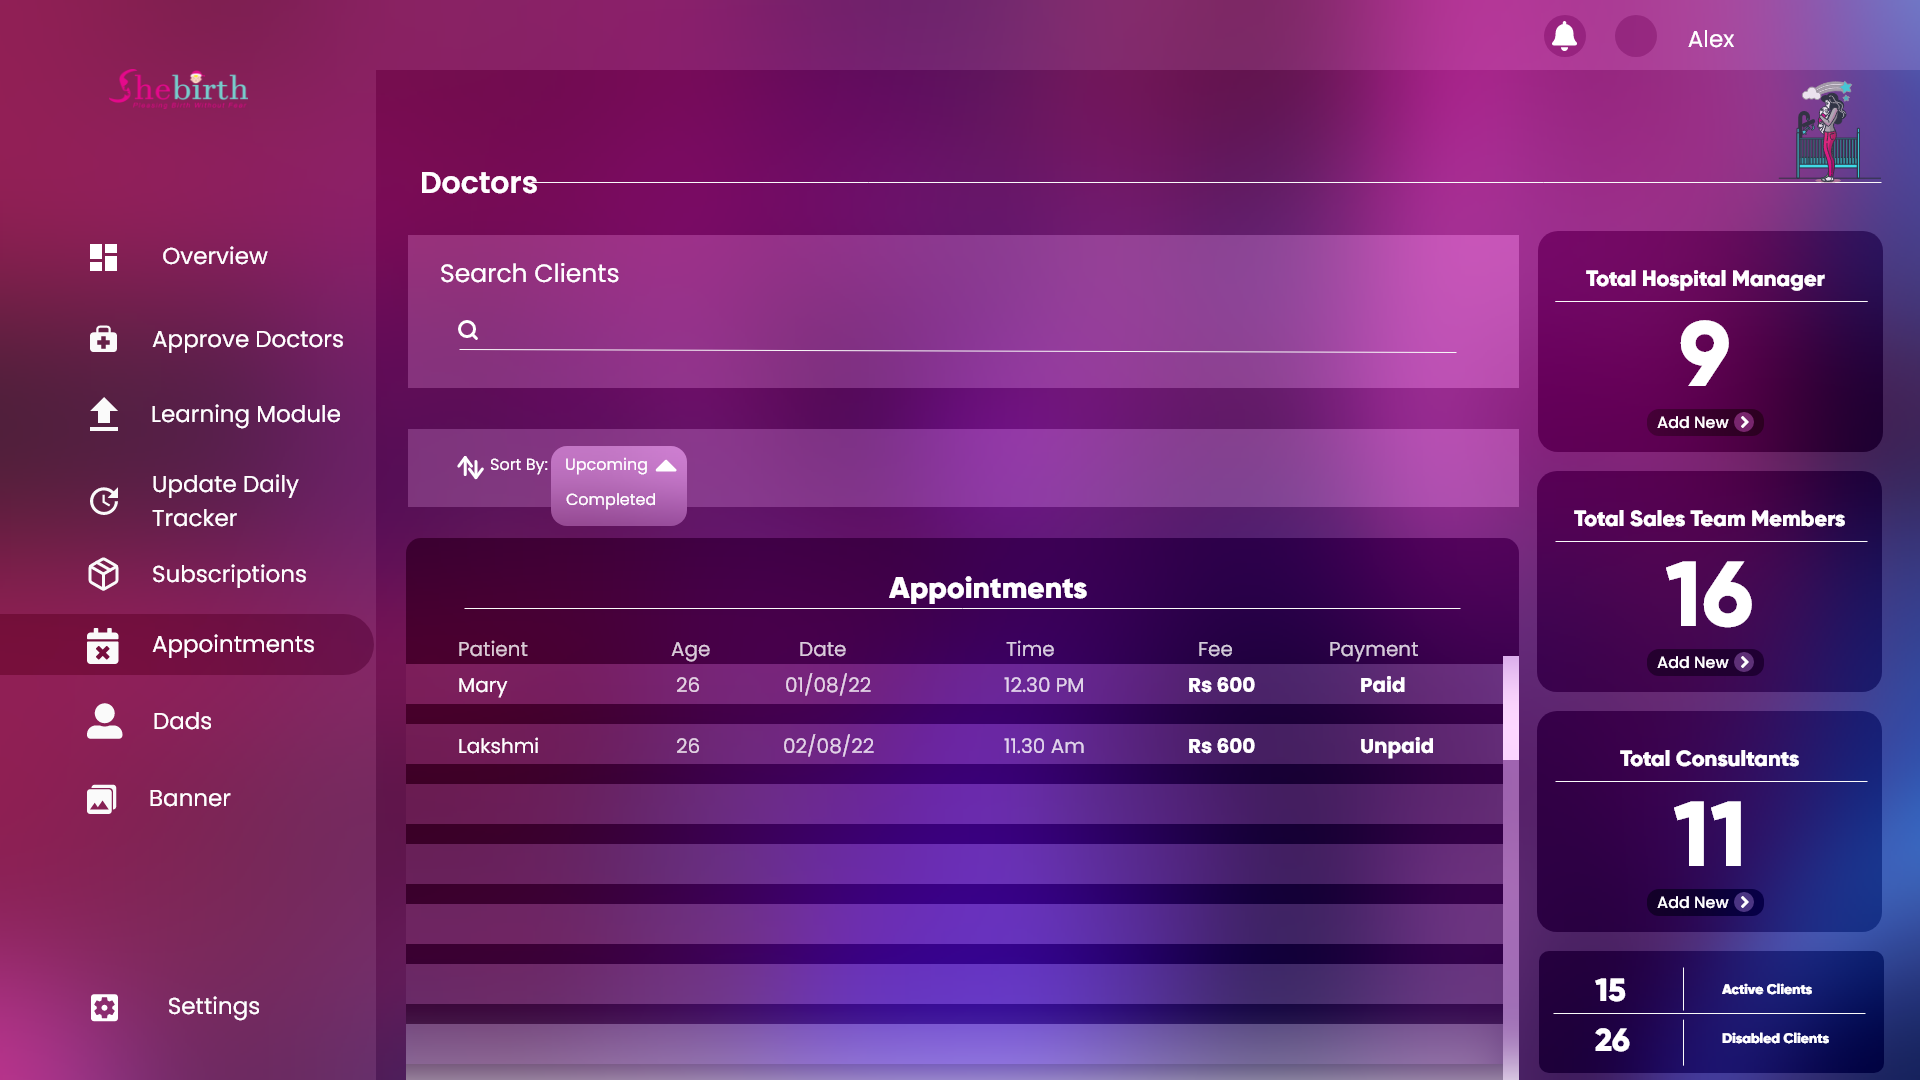 Alex
Shebirth
Doctors
Overview
Approve Doctors
Learning Module
Update Daily
Tracker
Subscriptions
Appointments
Dads
Banner
Settings
Search Clients
Sort By:
Upcoming
Completed
Appointments
Patient Age Date Time Fee Payment
Mary 26 01/08/22 12.30 PM Rs 600 Paid
Lakshmi 26 02/08/22 11.30 Am Rs 600 Unpaid
Total Hospital Manager
9
Add New
Total Sales Team Members
16
Add New
Total Consultants
11
Add New
15 Active Clients
26 Disabled Clients